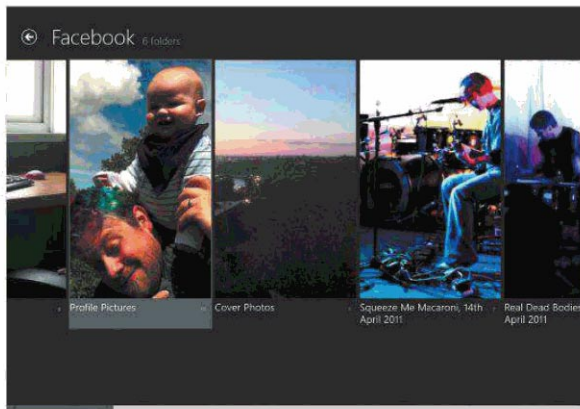 Facebook 6 folders
Profile Pictures
Cover Photos
Squeeze Me Macaroni, 14th
April 2011
Real Dead Bodies
April 2011